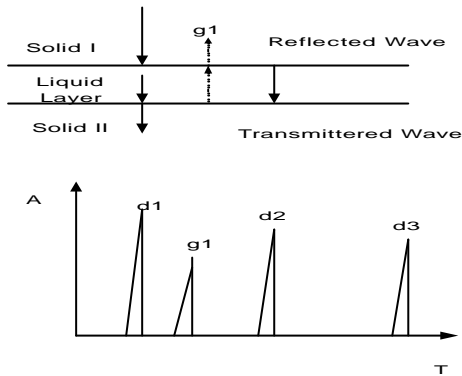 g1
Solid I
Reflected Wave
Liquid
Layer
Solid II
Transmittered Wave
A
d1
g1
d2
d3
T